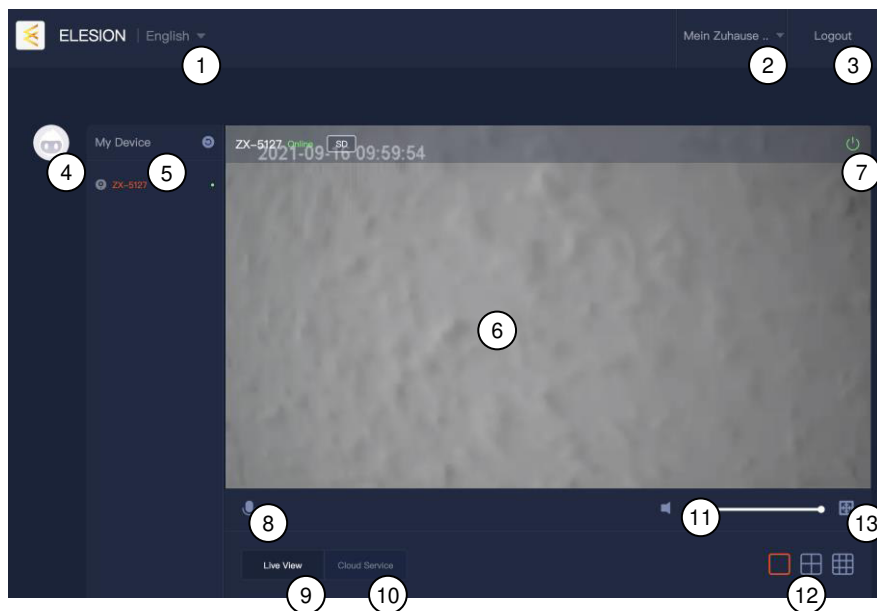 ELESION | English
Mein Zuhause ..
Logout
1
2
3
My Device
ZX-5127 Online SD
2021-09-16 09:59:54
4
5
7
ZX-5127
6
8
11
13
Live View
Cloud Service
9
10
12